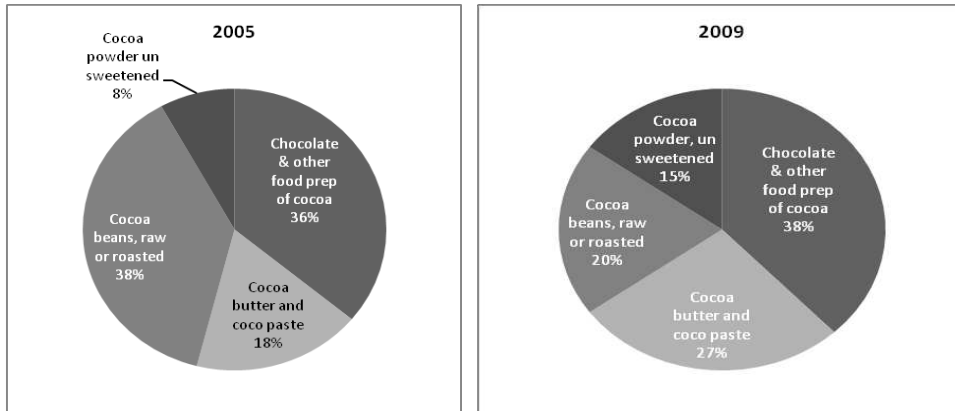 2005
Cocoa
powder un
sweetened
8%
Chocolate
& other
food prep
of cocoa
36%
Cocoa
beans, raw
or roasted
38%
Cocoa
butter and
coco paste
18%
2009
Cocoa
powder, un
sweetened
15%
Chocolate
& other
food prep
of cocoa
38%
Cocoa
beans, raw
or roasted
20%
Cocoa
butter and
coco paste
27%